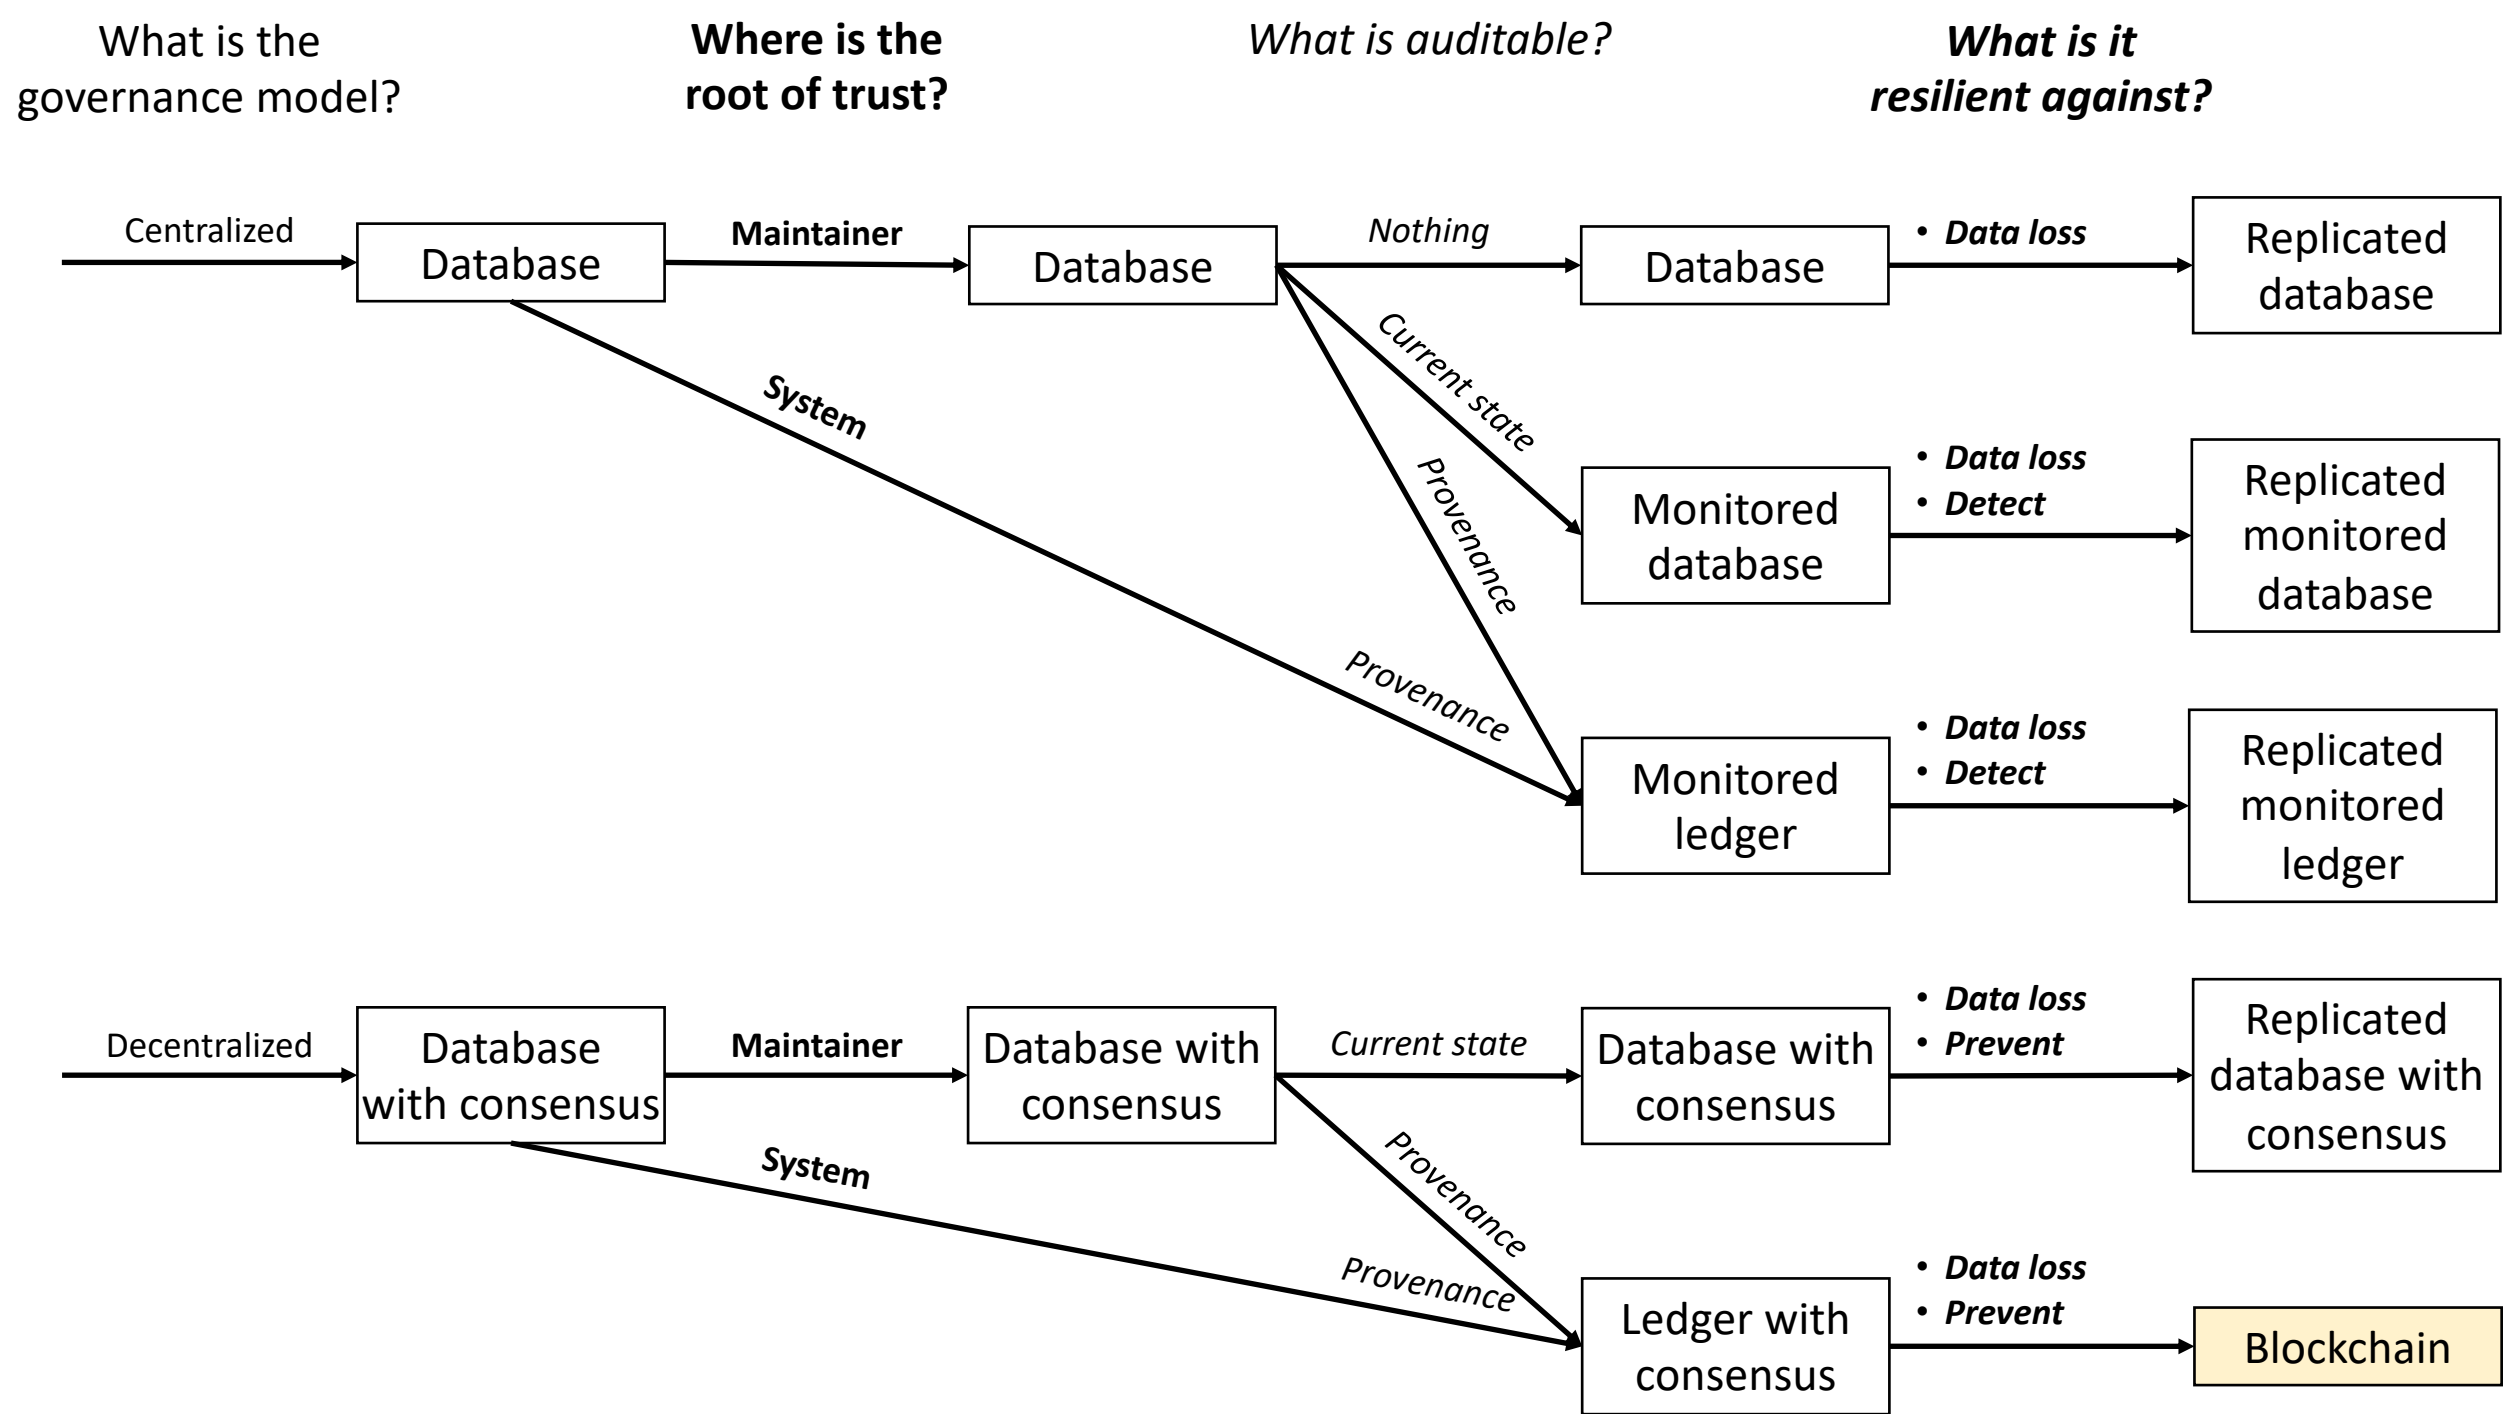 What is the
governance model?
Where is the
root of trust?
What is auditable?
What is it
resilient against?
Centralized
Database
Maintainer
Database
Nothing
Database
• Data loss
Replicated
database
System
Current state
Provenance
Monitored
database
• Data loss
• Detect
Replicated
monitored
database
Provenance
Monitored
ledger
• Data loss
• Detect
Replicated
monitored
ledger
Decentralized
Database
with consensus
Maintainer
Database with
consensus
Current state
Database with
consensus
• Data loss
• Prevent
Replicated
database with
consensus
System
Provenance
Provenance
Ledger with
consensus
• Data loss
• Prevent
Blockchain